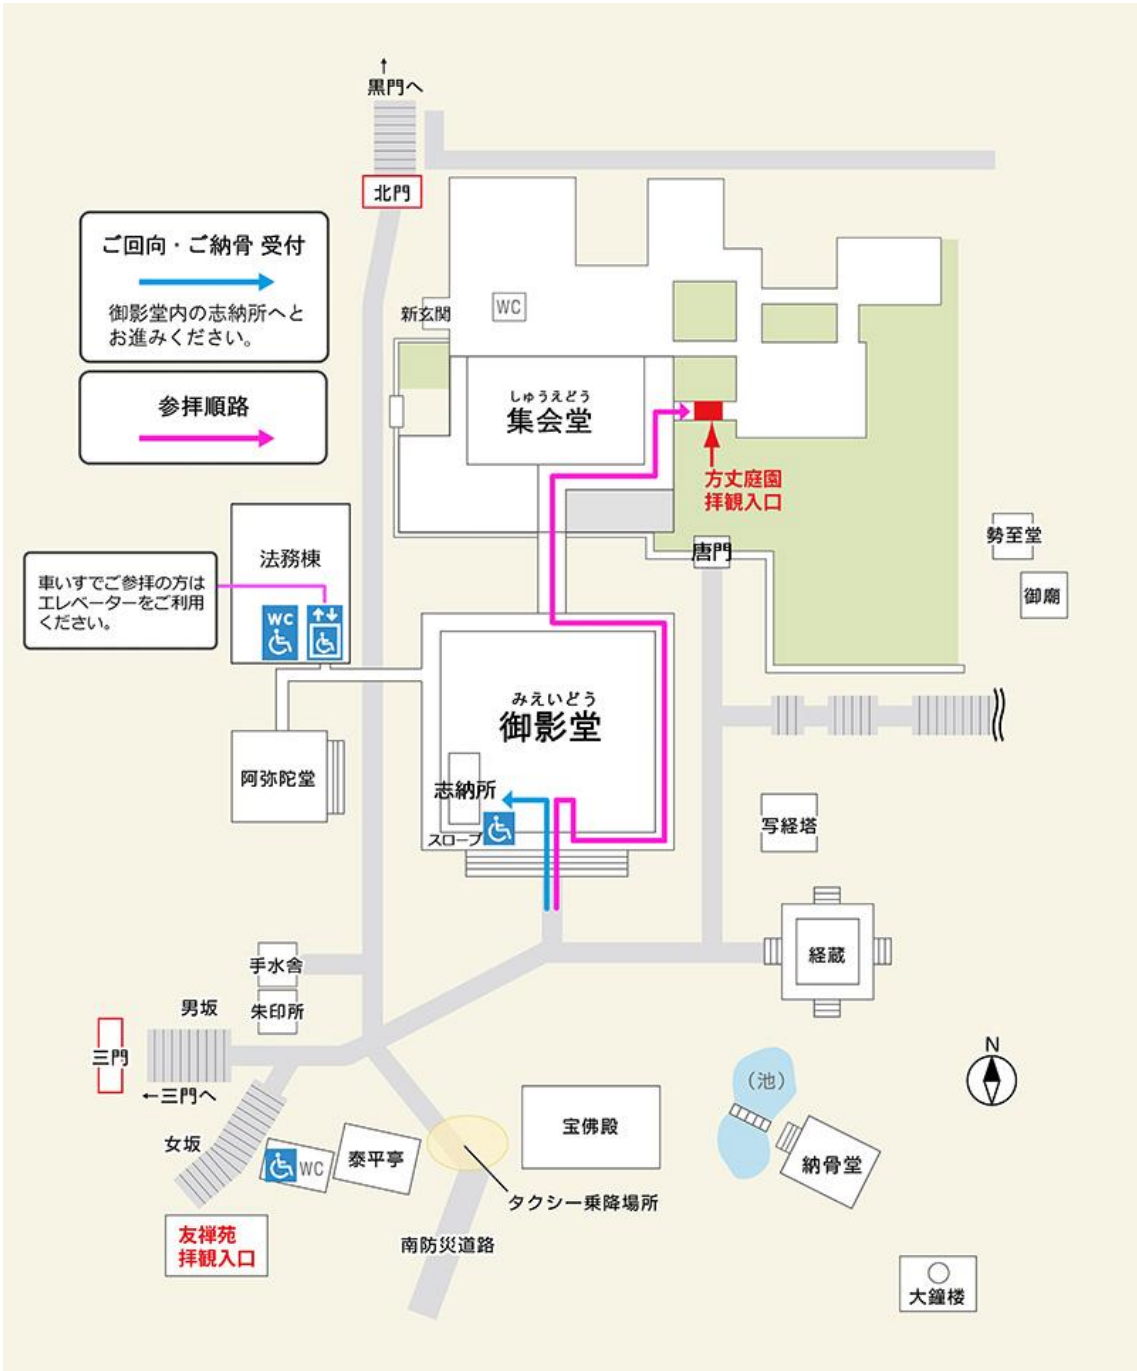 ↑
黒門へ
北門
ご回向・ご納骨 受付
御影堂内の志納所へと
お進みください。
参拝順路
新玄関
WC
しゅうえどう
集会堂
方丈庭園
拝観入口
唐門
勢至堂
御廟
法務棟
車いすでご参拝の方は
エレベーターをご利用
ください。
WC
みえいどう
御影堂
志納所
スロープ
阿弥陀堂
写経塔
経蔵
手水舎
朱印所
男坂
三門
←三門へ
女坂
WC
泰平亭
宝佛殿
タクシー乗降場所
南防災道路
(池)
納骨堂
N
友禅苑
拝観入口
大鐘楼